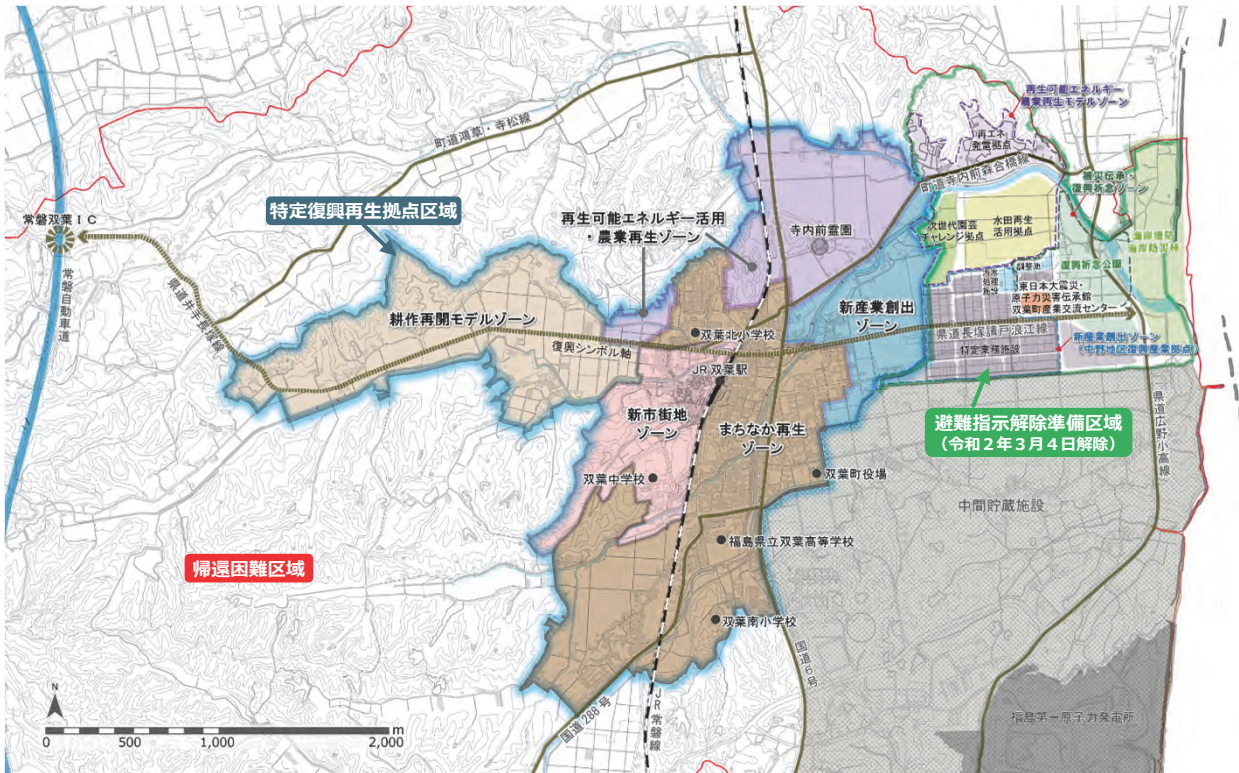 再生可能エネルギー
農業再生モデルゾーン
再エネ
発電拠点
町道鴻草・寺松線
町道寺内前森合橋線
被災伝承・
復興祈念ゾーン
特定復興再生拠点区域
常磐双葉IC
再生可能エネルギー活用
・農業再生ゾーン
寺内前霊園
次世代園芸
チャレンジ拠点
水田再生
活用拠点
海岸堤防
海岸防災林
復興祈念公園
常磐自動車道
県道井手長塚線
耕作再開モデルゾーン
新産業創出
ゾーン
調整池
汚水
処理
施設
東日本大震災・
原子力災害伝承館
双葉町産業交流センター
双葉北小学校
復興シンボル軸
県道長塚請戸浪江線
特定業務施設
新産業創出ゾーン
(中野地区復興産業拠点)
JR双葉駅
新市街地
ゾーン
まちなか再生
ゾーン
避難指示解除準備区域
(令和2年3月4日解除)
県道広野小高線
双葉中学校
双葉町役場
中間貯蔵施設
福島県立双葉高等学校
帰還困難区域
双葉南小学校
国道6号
国道288号
JR常磐線
福島第一原子力発電所
N
0 500 1,000 2,000 m